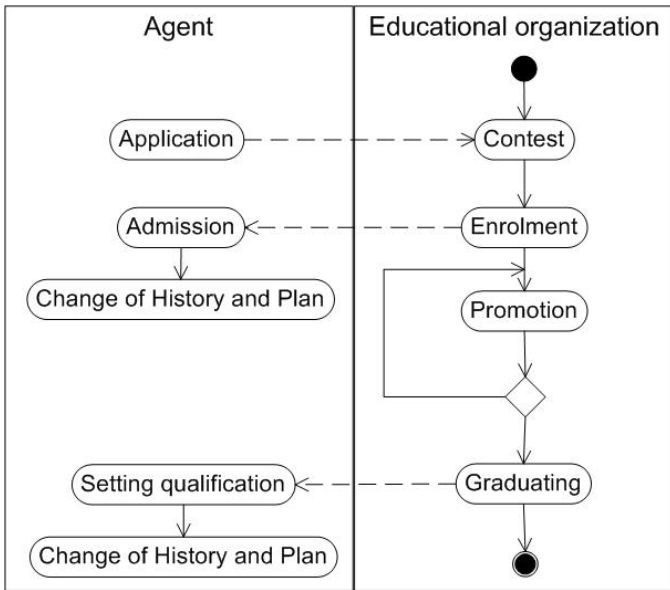 Agent
Educational organization
Application
Contest
Admission
Enrolment
Change of History and Plan
Promotion
Setting qualification
Graduating
Change of History and Plan